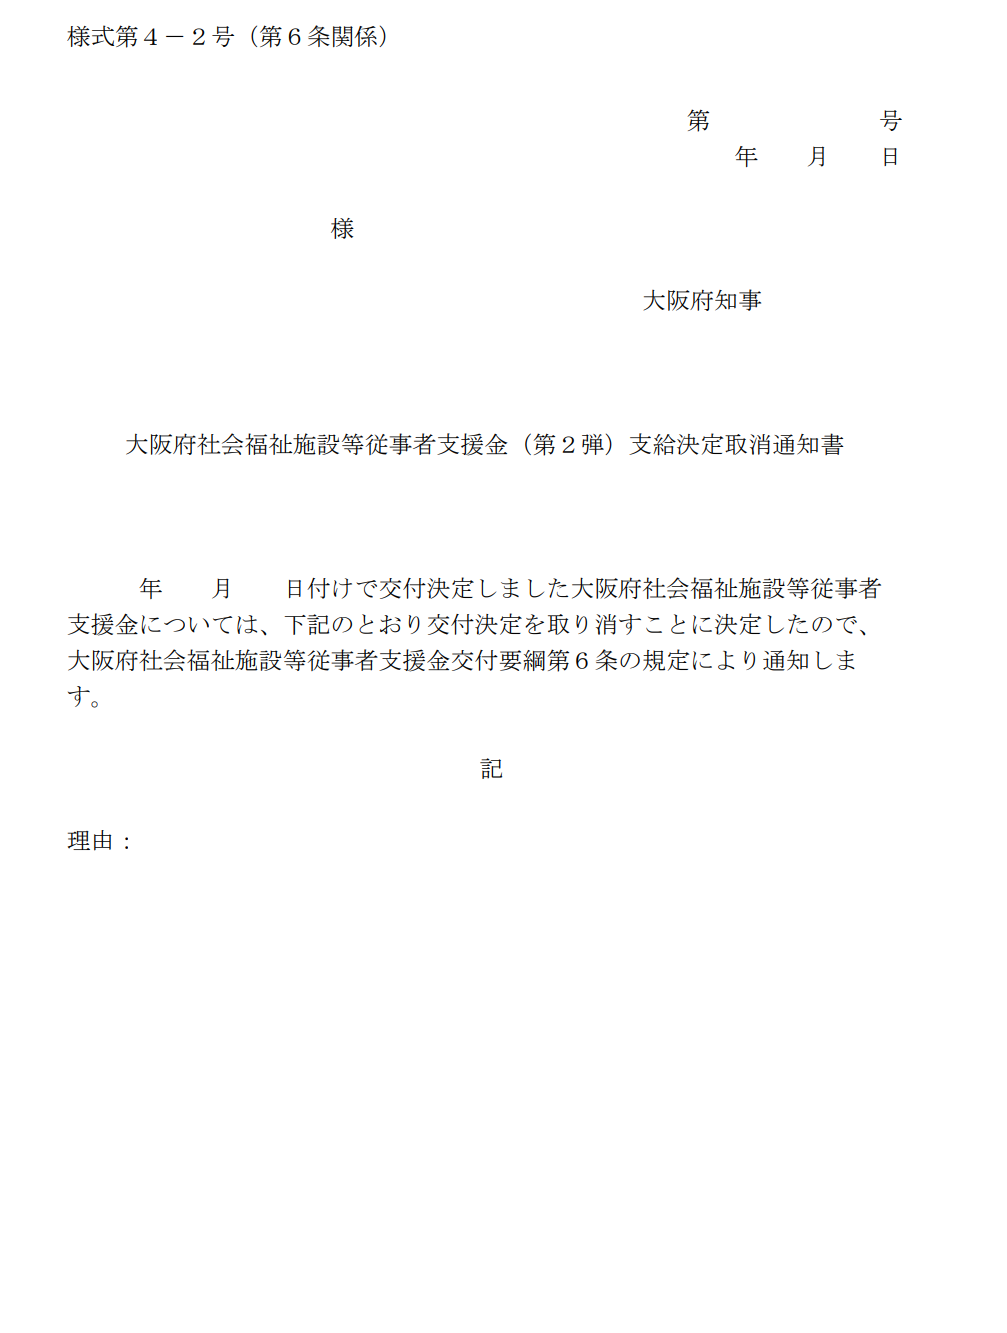 様式第４－２号（第６条関係）
第　　　　　　　号
年　　月　　日
様
大阪府知事
大阪府社会福祉施設等従事者支援金（第２弾）支給決定取消通知書
年　　月　　日付けで交付決定しました大阪府社会福祉施設等従事者
支援金については、下記のとおり交付決定を取り消すことに決定したので、
大阪府社会福祉施設等従事者支援金交付要綱第６条の規定により通知しま
す。
記
理由：